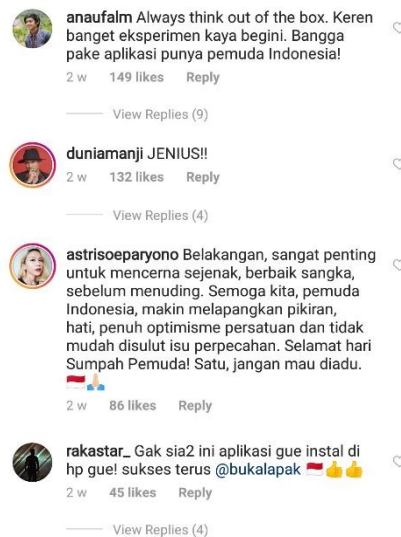 anaufalm Always think out of the box. Keren
banget eksperimen kaya begini. Bangga
pake aplikasi punya pemuda Indonesia!
2 w 149 likes Reply
View Replies (9)
duniamanji JENIUS!!
2 w 132 likes Reply
View Replies (4)
astrisoeparyono Belakangan, sangat penting
untuk mencerna sejenak, berbaik sangka,
sebelum menuding. Semoga kita, pemuda
Indonesia, makin melapangkan pikiran,
hati, penuh optimisme persatuan dan tidak
mudah disulut isu perpecahan. Selamat hari
Sumpah Pemuda! Satu, jangan mau diadu.
🇮🇩🙏🏻
2 w 86 likes Reply
rakastar_ Gak sia2 ini aplikasi gue instal di
hp gue! sukses terus @bukalapak 🇮🇩👍👍
2 w 45 likes Reply
View Replies (4)